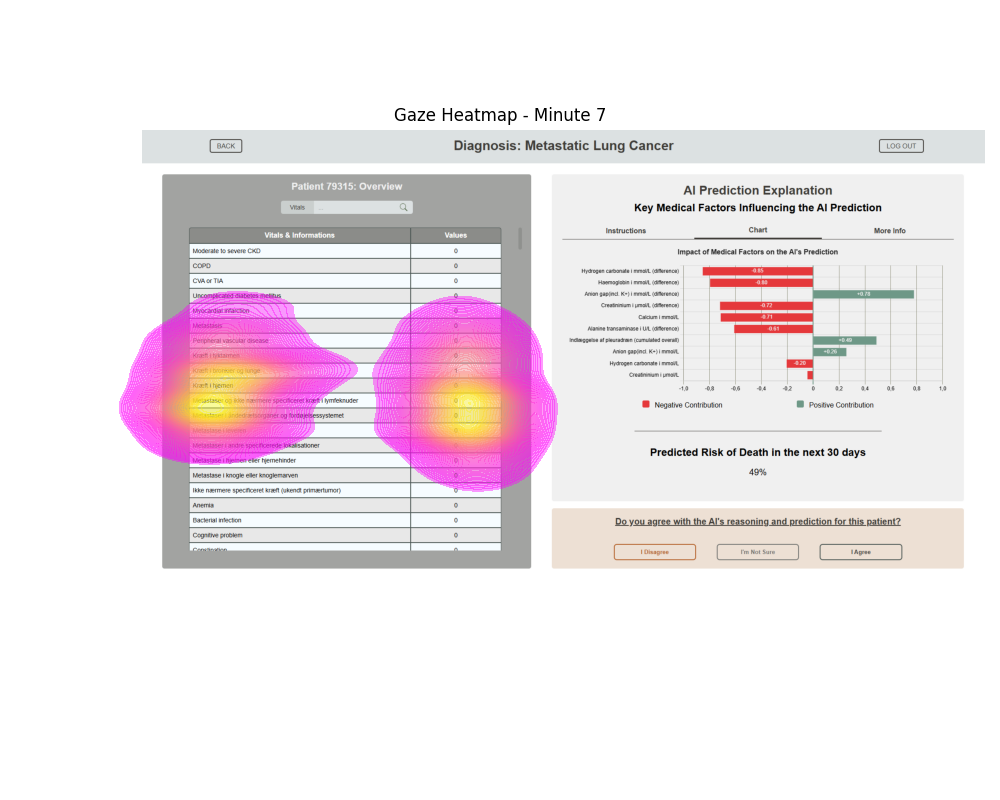 Gaze Heatmap - Minute 7
BACK
Diagnosis: Metastatic Lung Cancer
LOG OUT
Patient 79315: Overview
Vitals
Vitals & Informations Values
Moderate to severe CKD 0
COPD 0
CVA or TIA 0
Uncomplicated diabetes mellitus 0
Myocardial infarction 0
Metastasis 0
Peripheral vascular disease 0
Kræft i lyskønnen 0
Kræft i bronkier og lunge 1
Kræft i hjernen 0
Metastaser og ikke nærmere specificeret kræft i lymfeknuder 0
Metastaser i åndedrætsorganer og fordøjelsessystemet 0
Metastaser i andre specificerede lokalisationer 0
Metastase i hjernen eller hjernehinder 0
Metastase i knogle eller knoglemarven 0
Ikke nærmere specificeret kræft (ukendt primærtumor) 0
Anemia 0
Bacterial infection 0
Cognitive problem 0
Constipation 0
AI Prediction Explanation
Key Medical Factors Influencing the AI Prediction
Instructions Chart More Info
Impact of Medical Factors on the AI's Prediction
Hydrogen carbonate i mmol/L (difference) -0.85
Haemoglobin i mmol/L (difference) -0.80
Anion gap(incl. K+) i mmol/L (difference) +0.78
Creatininium i µmol/L (difference) -0.72
Calcium i mmol/L -0.71
Alanine transaminase i U/L (difference) -0.61
Indlæggelse af pleuradræn (cumulated overall) +0.49
Anion gap(incl. K+) i mmol/L +0.26
Hydrogen carbonate i mmol/L -0.20
Creatininium i µmol/L
-1,0 -0,8 -0,6 -0,4 -0,2 0 0,2 0,4 0,6 0,8 1,0
Negative Contribution Positive Contribution
Predicted Risk of Death in the next 30 days
49%
Do you agree with the AI's reasoning and prediction for this patient?
I Disagree I'm Not Sure I Agree